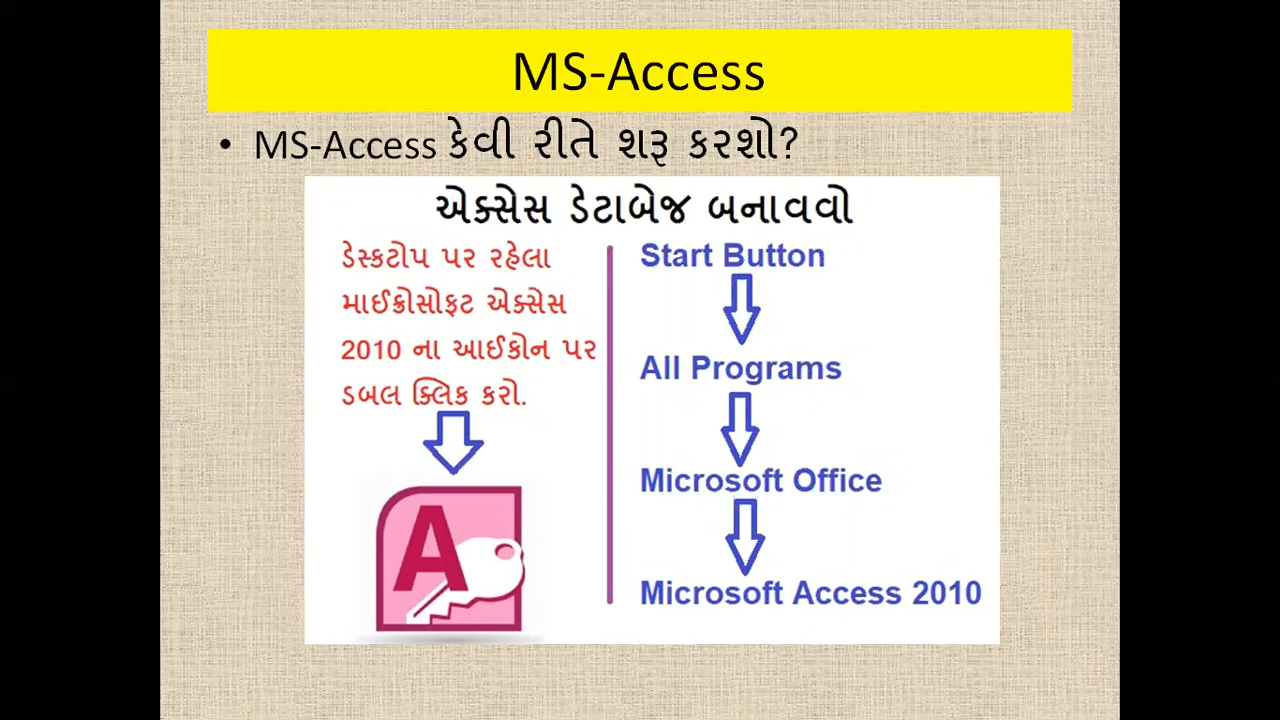 MS-Access
• MS-Access કેવી રીતે શરૂ કરશો?
એક્સેસ ડેટાબેજ બનાવવો
ડેસ્કટોપ પર રહેલા
માઈક્રોસોફટ એક્સેસ
2010 ના આઈકોન પર
ડબલ ક્લિક કરો.
A
Start Button
All Programs
Microsoft Office
Microsoft Access 2010